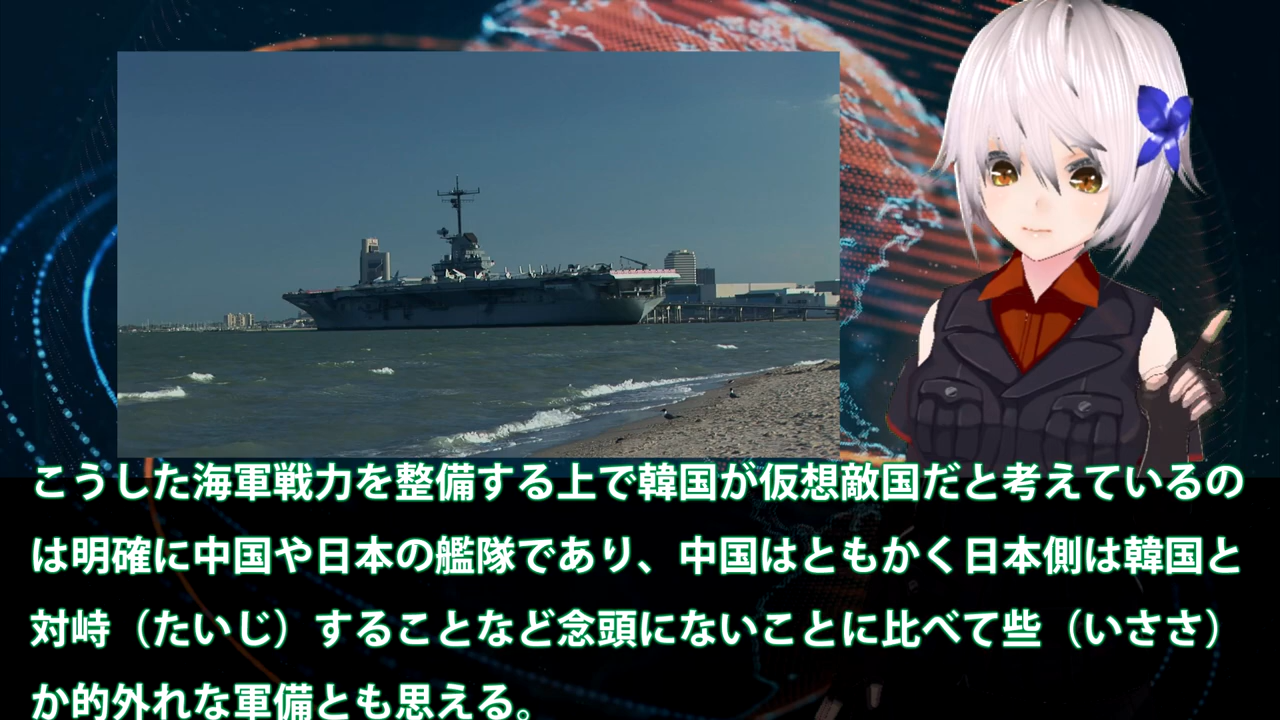 こうした海軍戦力を整備する上で韓国が仮想敵国だと考えているの
は明確に中国や日本の艦隊であり、中国はともかく日本側は韓国と
対峙（たいじ）することなど念頭にないことに比べて些（いささ）
か的外れな軍備とも思える。